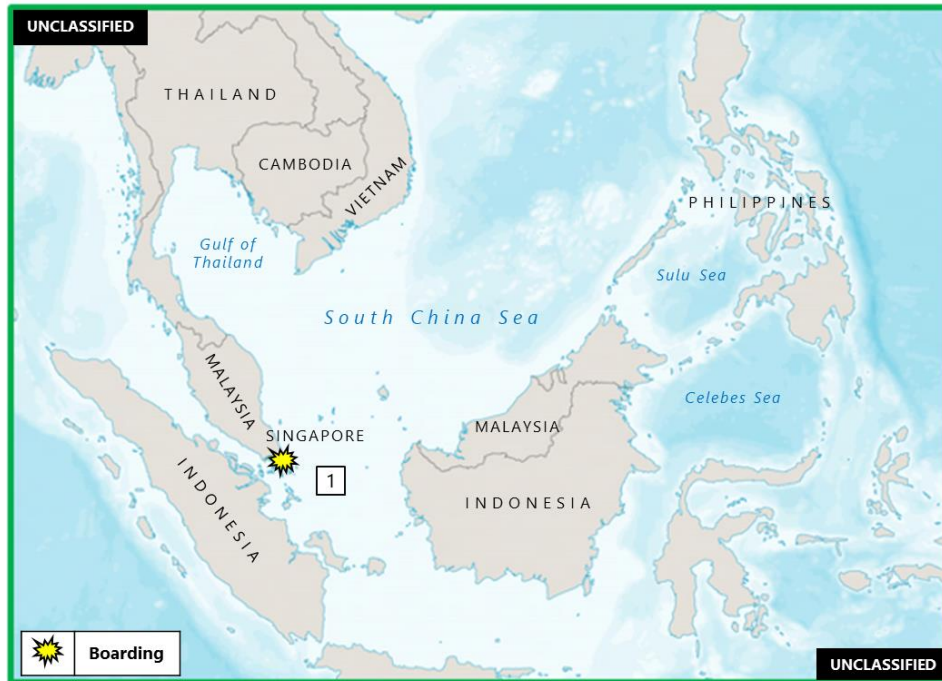 UNCLASSIFIED
THAILAND
CAMBODIA
VIETNAM
PHILIPPINES
Gulf of
Thailand
Sulu Sea
South China Sea
MALAYSIA
Celebes Sea
SINGAPORE
MALAYSIA
1
INDONESIA
INDONESIA
Boarding
UNCLASSIFIED